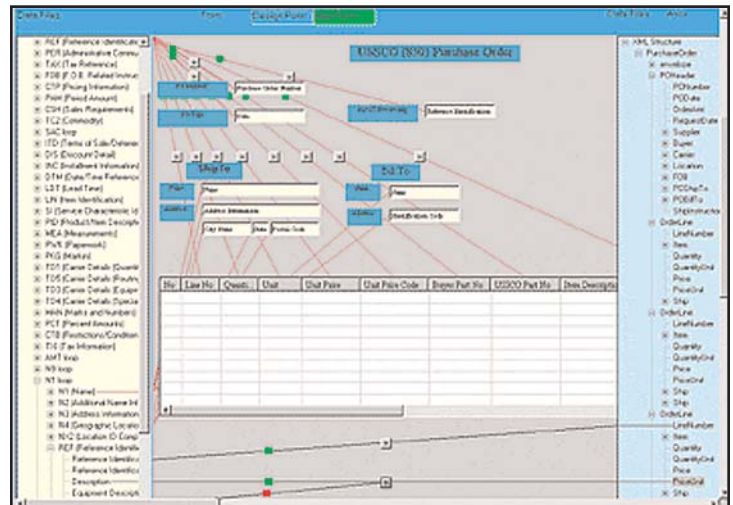 Data Files
From
Design Point
Data Files
REF (Reference Identificatio
PER (Administrative Commu
TAX (Tax Reference)
FOB (F.O.B. Related Instruc
CTP (Pricing Information)
PAM (Period Amount)
CSH (Sales Requirements)
TC2 (Commodity)
SAC loop
ITD (Terms of Sale/Deferre
DIS (Discount Detail)
INC (Installment Information)
DTM (Date/Time Reference
LDT (Lead Time)
LIN (Item Identification)
SI (Service Characteristic Id
PID (Product/Item Descripti
MEA (Measurements)
PWK (Paperwork)
PKG (Markin)
TD1 (Carrier Details (Quantit
TD5 (Carrier Details (Routin
TD3 (Carrier Details (Equipm
TD4 (Carrier Details (Specia
MAN (Marks and Numbers)
PCT (Percent Amounts)
CTB (Restrictions/Condition
TXI (Tax Information)
AMT loop
N9 loop
N1 loop
N1 (Name)
N2 (Additional Name Inf
N3 (Address Information
N4 (Geographic Locatio
NX2 (Location ID Comp
REF (Reference Identifi
Reference Identifica
Reference Identifica
Description
Equipment Descript
USSCO (850) Purchase Order
Purchase Order Number
Date
Reference Identification
Ship To
Bill To
Name
Name
Address
Address Information
Address
Identification Code
City Name
State
Postal Code
No
Line No
Quanti...
Unit
Unit Price
Unit Price Code
Buyer Part No
USSCO Part No
Item Descriptio
XML Structure
PurchaseOrder
envelope
POHeader
PONumber
PODate
OrderAmt
RequestDate
Supplier
Buyer
Carrier
Location
FOB
POShipTo
POBillTo
ShipInstructio
OrderLine
LineNumber
Item
Quantity
QuantityUnit
Price
PriceUnit
Ship
OrderLine
LineNumber
Item
Quantity
QuantityUnit
Price
PriceUnit
Ship
Ship
OrderLine
LineNumber
Item
Quantity
QuantityUnit
Price
PriceUnit
Ship